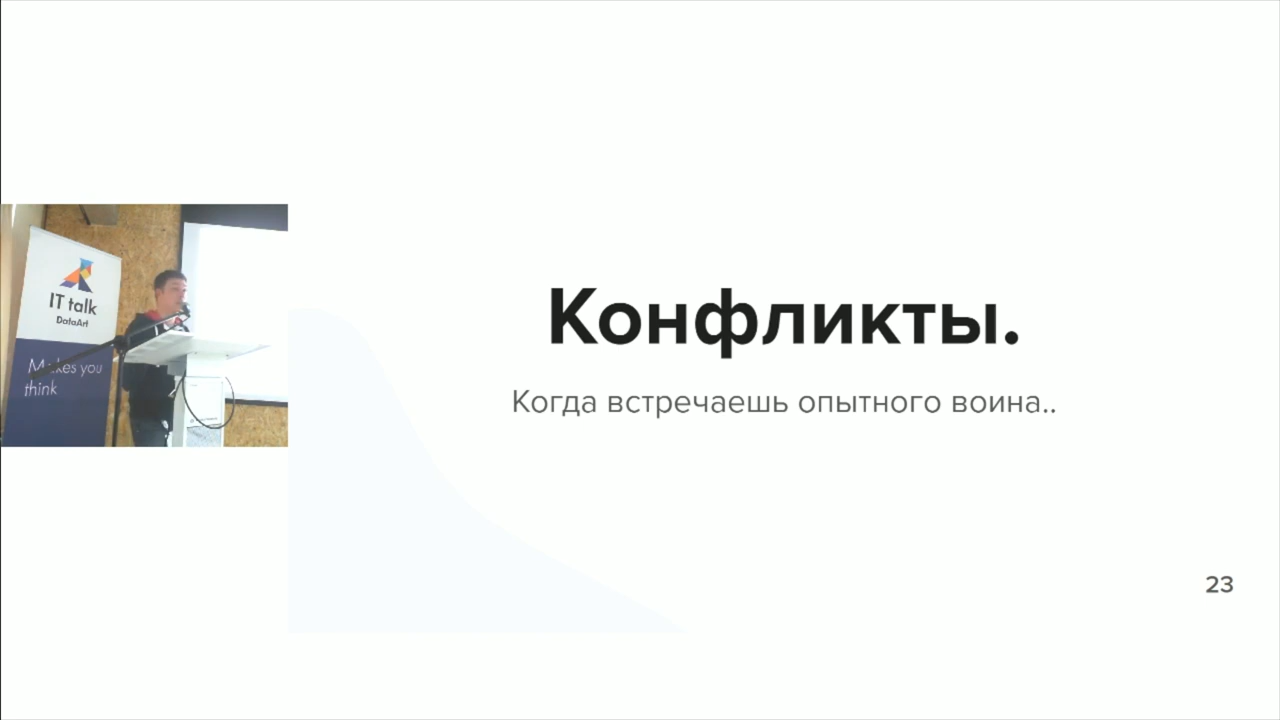 IT talk
DataArt
Makes you
think
Конфликты.
Когда встречаешь опытного воина..
23